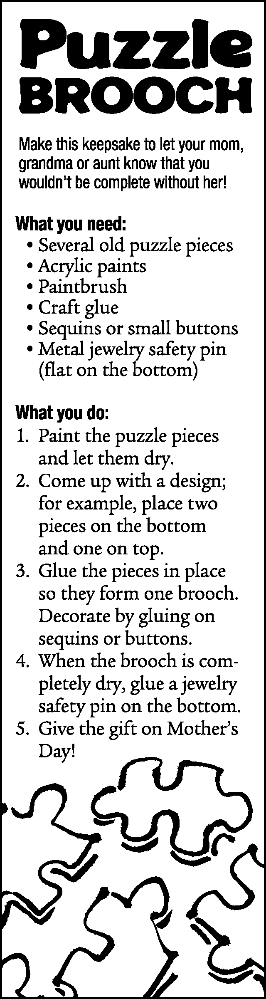 Puzzle
BROOCH
Make this keepsake to let your mom,
grandma or aunt know that you
wouldn't be complete without her!
What you need:
• Several old puzzle pieces
• Acrylic paints
• Paintbrush
• Craft glue
• Sequins or small buttons
• Metal jewelry safety pin
(flat on the bottom)
What you do:
1. Paint the puzzle pieces
and let them dry.
2. Come up with a design;
for example, place two
pieces on the bottom
and one on top.
3. Glue the pieces in place
so they form one brooch.
Decorate by gluing on
sequins or buttons.
4. When the brooch is com-
pletely dry, glue a jewelry
safety pin on the bottom.
5. Give the gift on Mother's
Day!